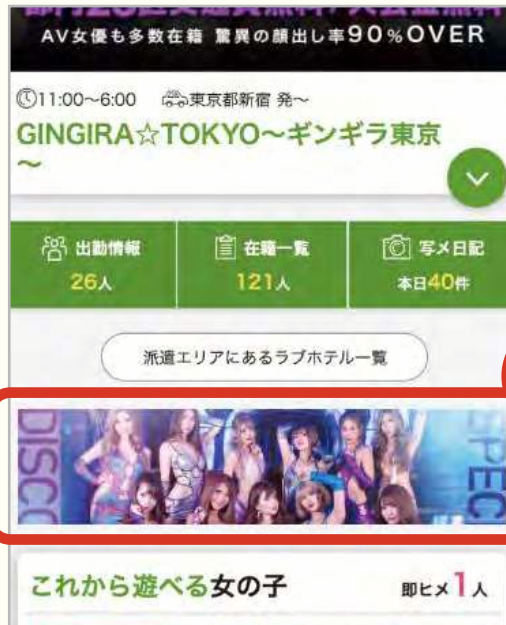 AV女優も多数在籍 驚異の顔出し率90%OVER
11:00〜6:00 東京都新宿 発〜
GINGIRA☆TOKYO〜ギンギラ東京
〜
出勤情報 在籍一覧 写メ日記
26人 121人 本日40件
派遣エリアにあるラブホテル一覧
DISCO SPEC
これから遊べる女の子 即ヒメ1人